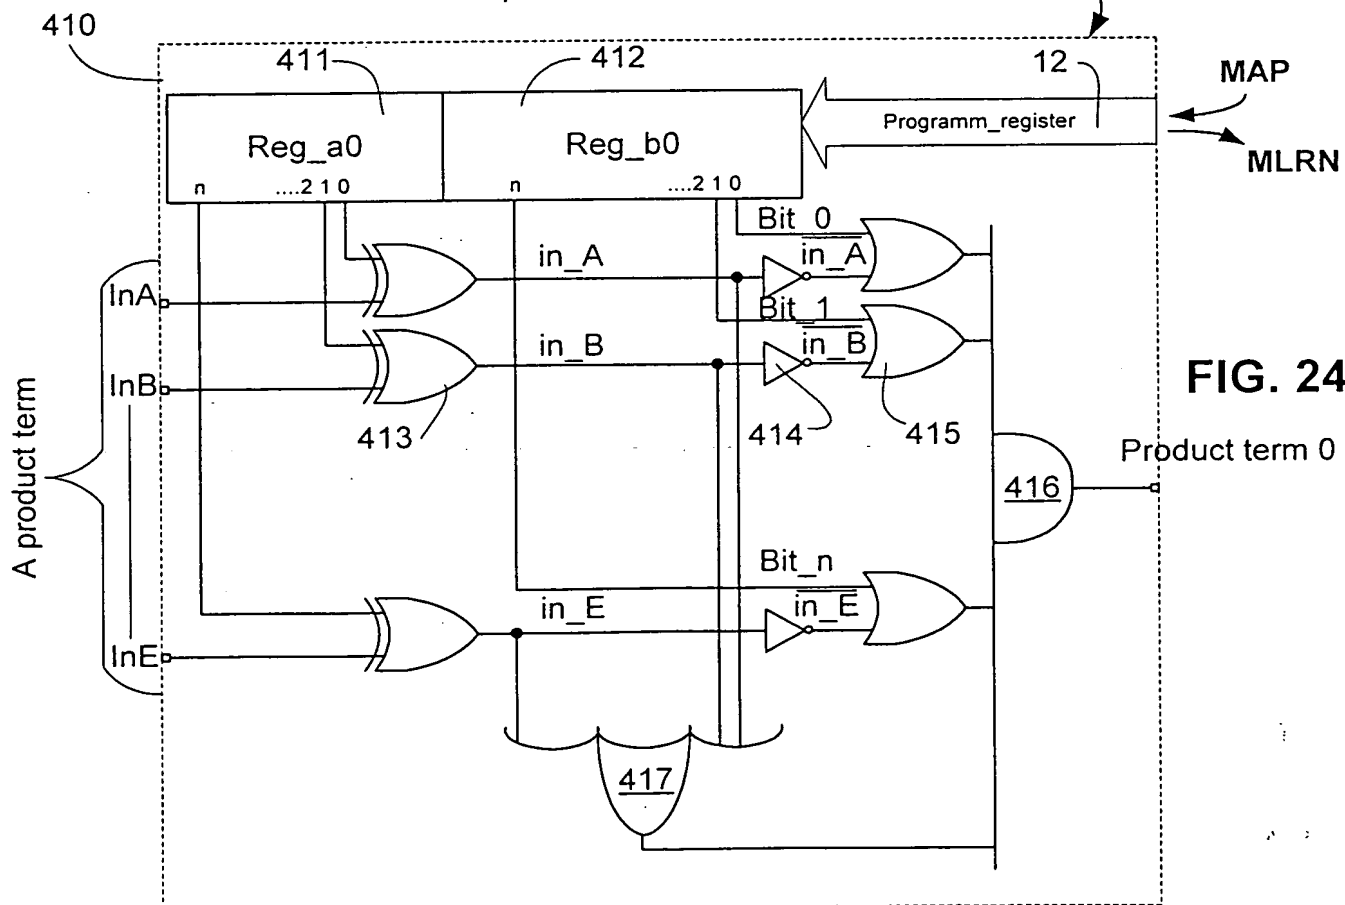 410
411
412
12
MAP
MLRN
Programm_register
Reg_a0
Reg_b0
n ....2 1 0
n ....2 1 0
Bit_0
in_A
in_A
InA
Bit_1
in_B
in_B
InB
FIG. 24
413
414
415
A product term
Product term 0
416
Bit_n
in_E
in_E
InE
417